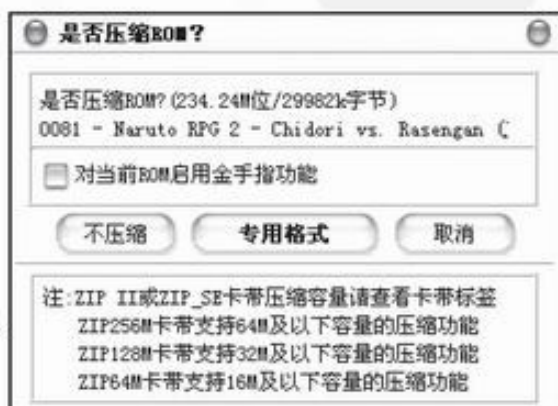 是否压缩ROM?
是否压缩ROM?(234.24M位/29982k字节)
0081 - Naruto RPG 2 - Chidori vs. Rasengan (
对当前ROM启用金手指功能
不压缩 专用格式 取消
注:ZIP II或ZIP_SE卡带压缩容量请查看卡带标签
ZIP256M卡带支持64M及以下容量的压缩功能
ZIP128M卡带支持32M及以下容量的压缩功能
ZIP64M卡带支持16M及以下容量的压缩功能